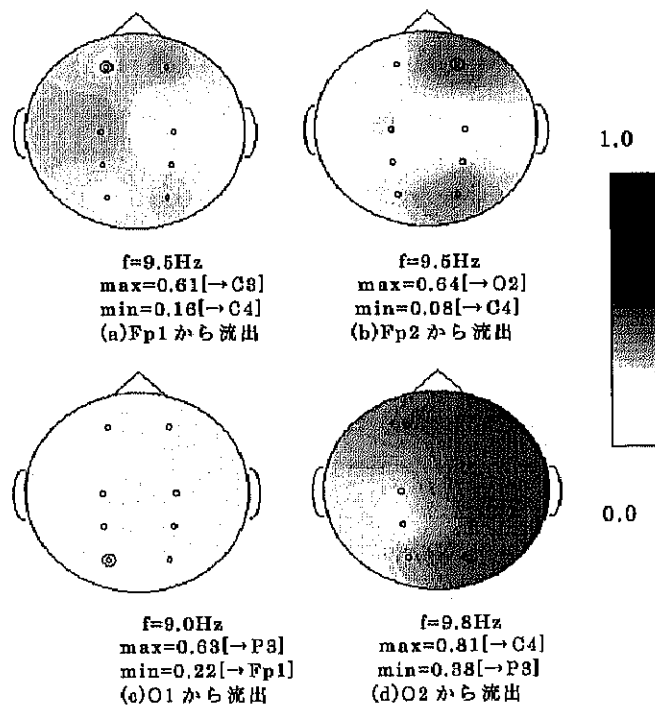 f=9.5Hz
max=0.61[→C3]
min=0.16[→C4]
(a)Fp1から流出
f=9.5Hz
max=0.64[→O2]
min=0.08[→C4]
(b)Fp2から流出
1.0
0.0
f=9.0Hz
max=0.63[→P3]
min=0.22[→Fp1]
(c)O1から流出
f=9.8Hz
max=0.81[→C4]
min=0.38[→P3]
(d)O2から流出